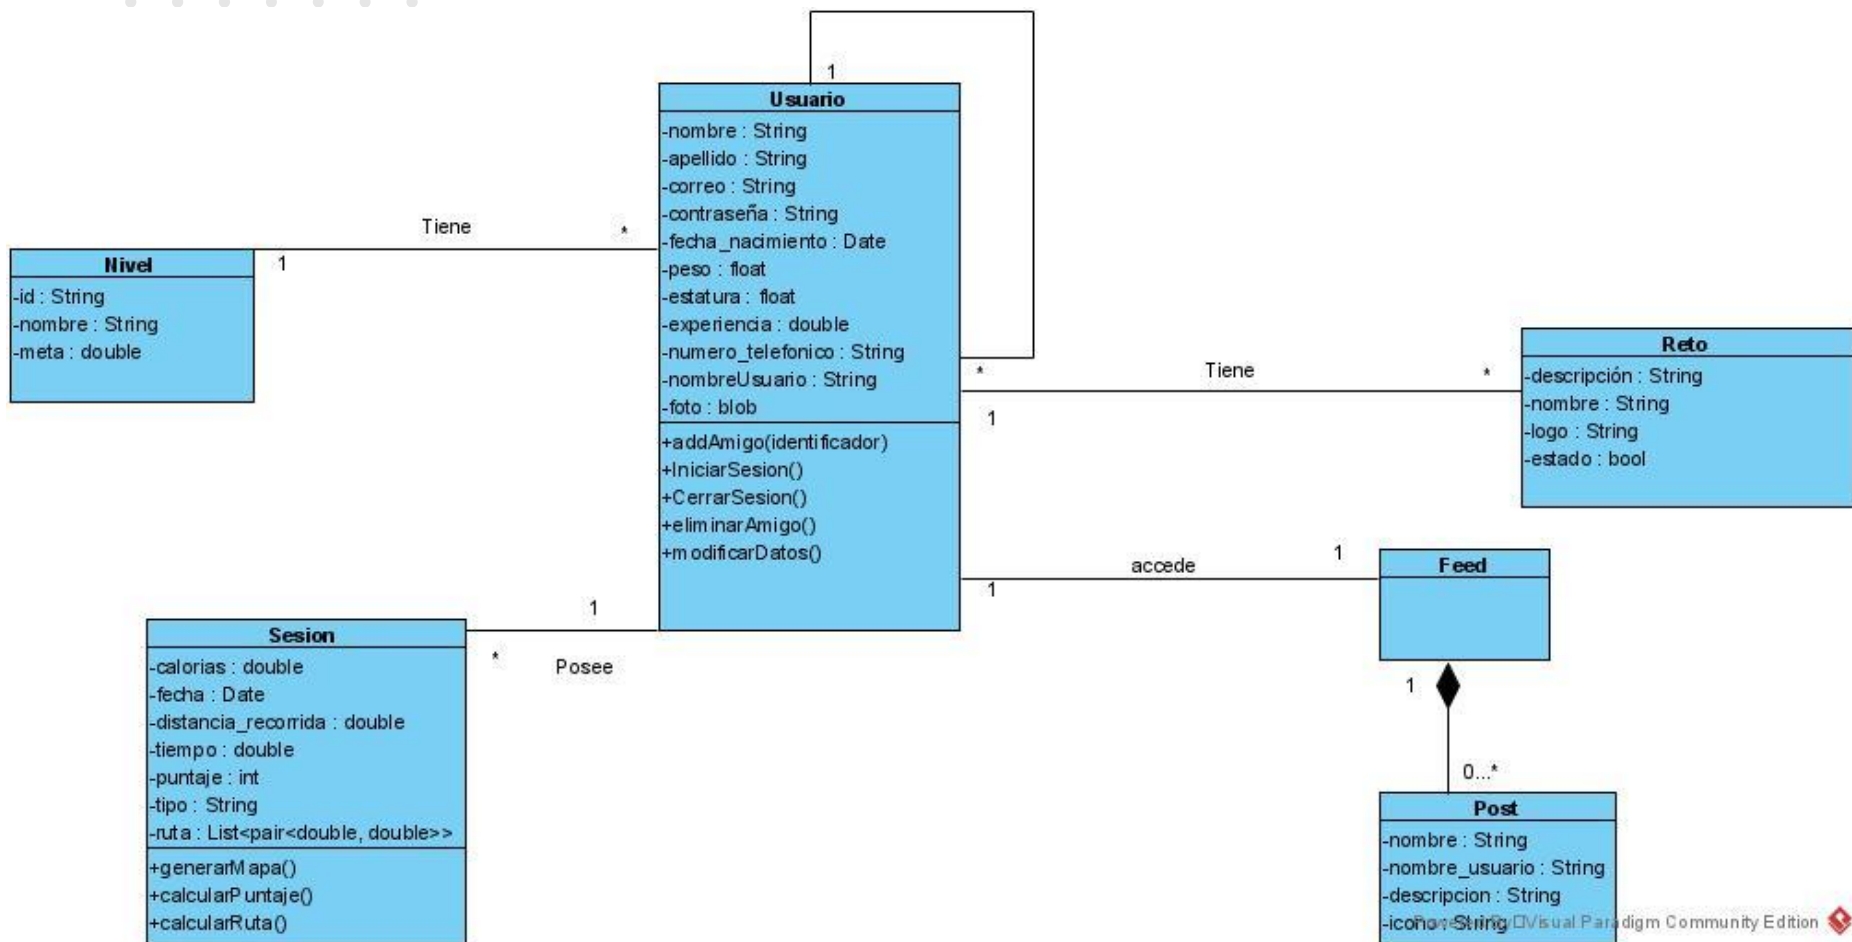 1
Usuario
-nombre : String
-apellido : String
-correo : String
-contraseña : String
-fecha_nacimiento : Date
-peso : float
-estatura : float
-experiencia : double
-numero_telefonico : String
-nombreUsuario : String
-foto : blob
+addAmigo(identificador)
+IniciarSesion()
+CerrarSesion()
+eliminarAmigo()
+modificarDatos()
*
Tiene
1
*
Nivel
-id : String
-nombre : String
-meta : double
Tiene
1
*
Reto
-descripción : String
-nombre : String
-logo : String
-estado : bool
accede
1
1
Feed
1
0...*
Post
-nombre : String
-nombre_usuario : String
-descripcion : String
-icono : String
1
*
Posee
Sesion
-calorias : double
-fecha : Date
-distancia_recorrida : double
-tiempo : double
-puntaje : int
-tipo : String
-ruta : List<pair<double, double>>
+generarMapa()
+calcularPuntaje()
+calcularRuta()
Visual Paradigm Community Edition